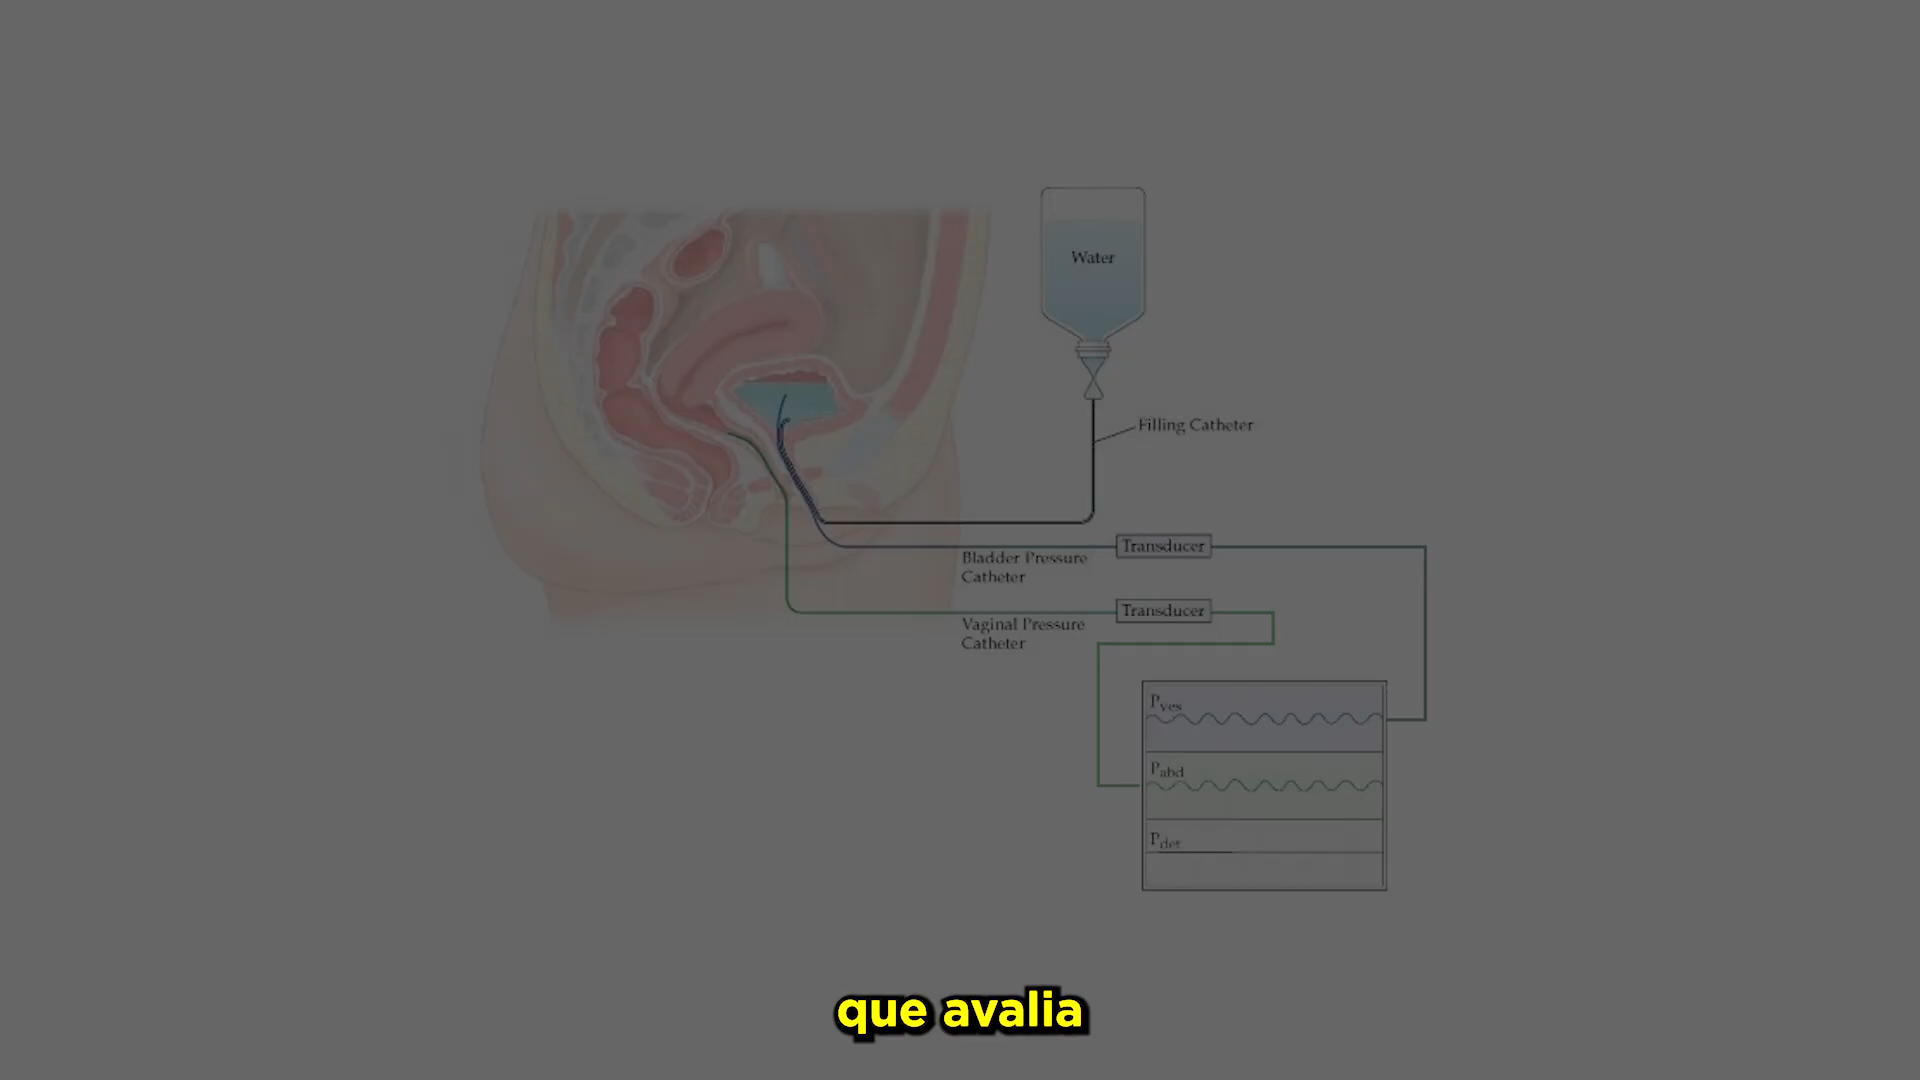 Water
Filling Catheter
Transducer
Bladder Pressure
Catheter
Transducer
Vaginal Pressure
Catheter
Pves
Pabd
Pdet
que avalia